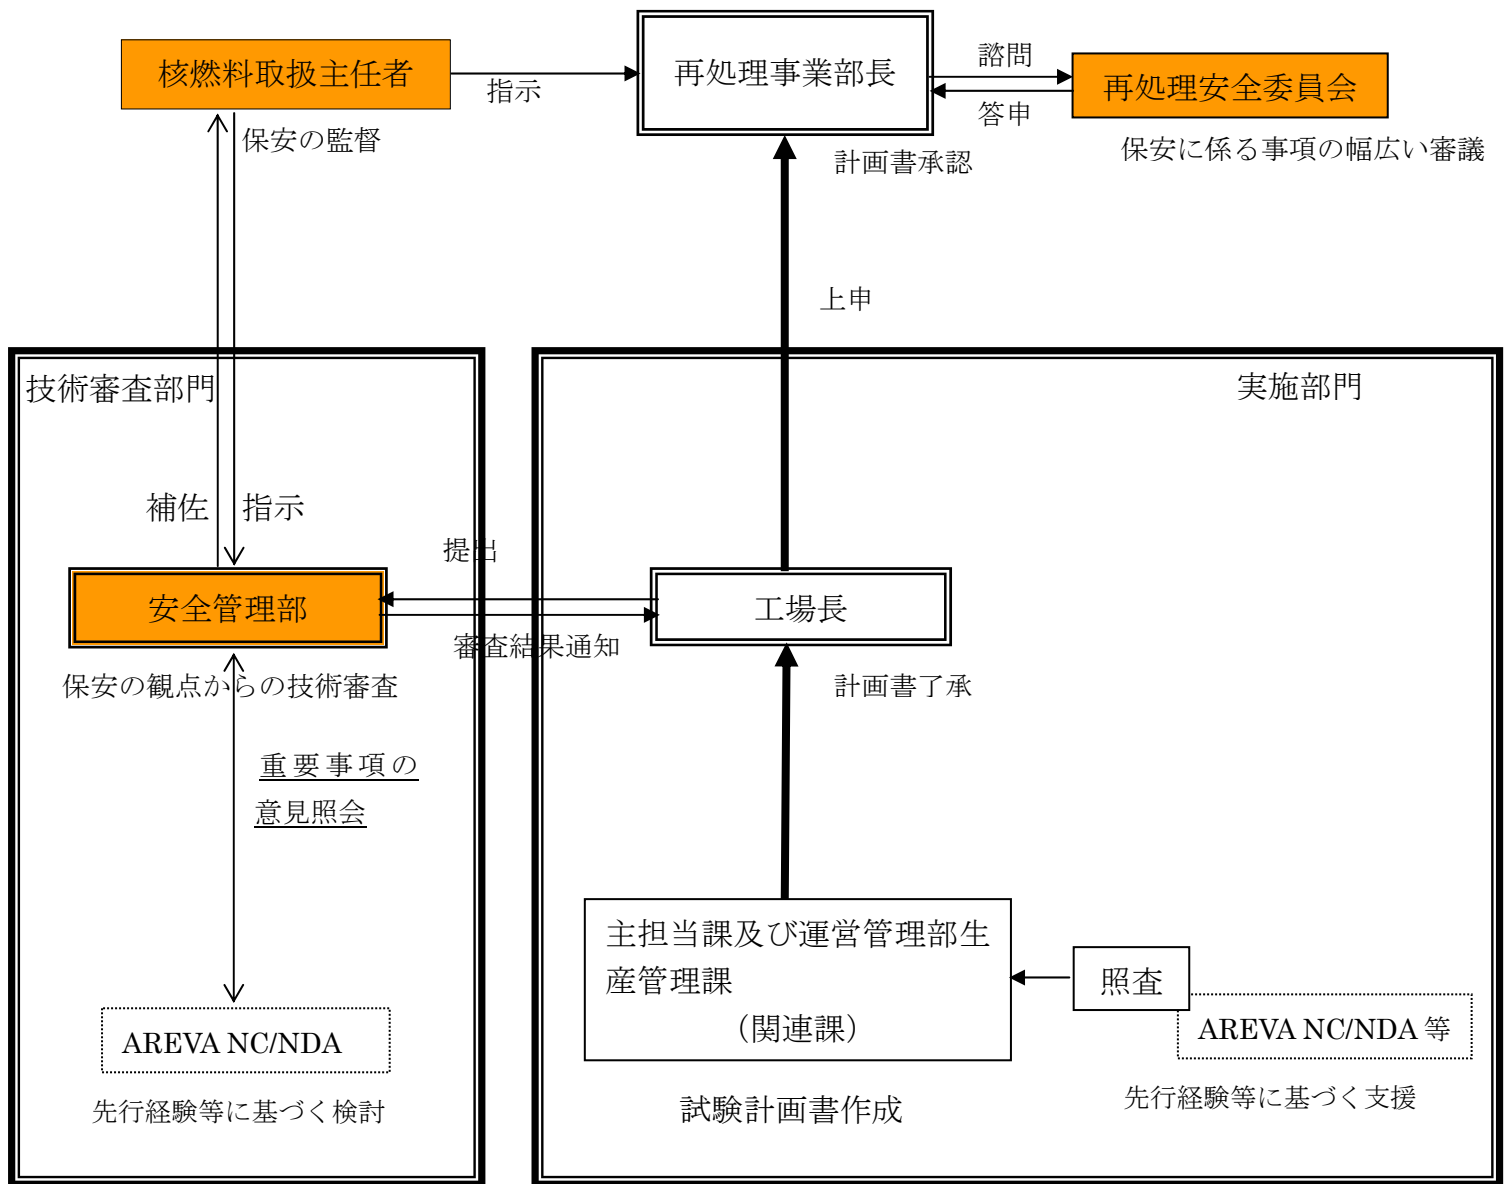 核燃料取扱主任者
指示
再処理事業部長
諮問
答申
再処理安全委員会
保安の監督
計画書承認
保安に係る事項の幅広い審議
上申
技術審査部門
実施部門
補佐
指示
提出
安全管理部
工場長
審査結果通知
保安の観点からの技術審査
計画書了承
重要事項の
意見照会
主担当課及び運営管理部生
産管理課
（関連課）
照査
AREVA NC/NDA
AREVA NC/NDA 等
先行経験等に基づく検討
試験計画書作成
先行経験等に基づく支援